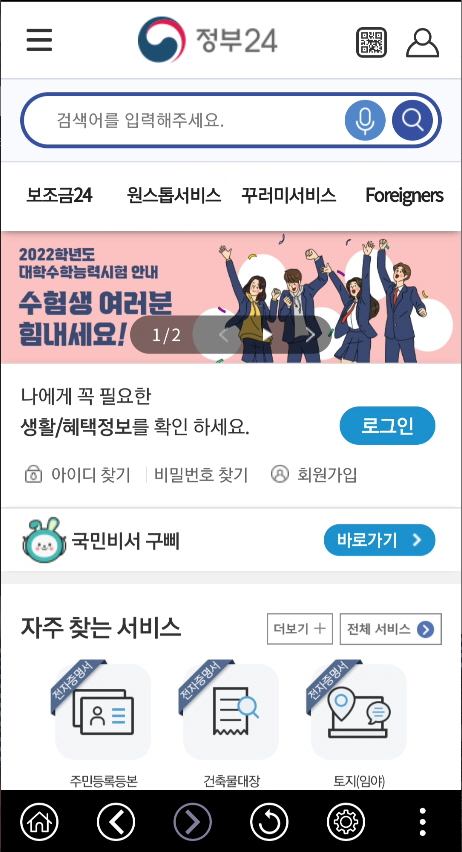 정부24
검색어를 입력해주세요.
보조금24 원스톱서비스 꾸러미서비스 Foreigners
2022학년도
대학수학능력시험 안내
수험생 여러분
힘내세요!
1/2
나에게 꼭 필요한
생활/혜택정보를 확인 하세요.
로그인
아이디 찾기 비밀번호 찾기 회원가입
국민비서 구삐 바로가기
자주 찾는 서비스 더보기 + 전체 서비스
전자증명서 전자증명서 전자증명서
주민등록등본 건축물대장 토지(임야)